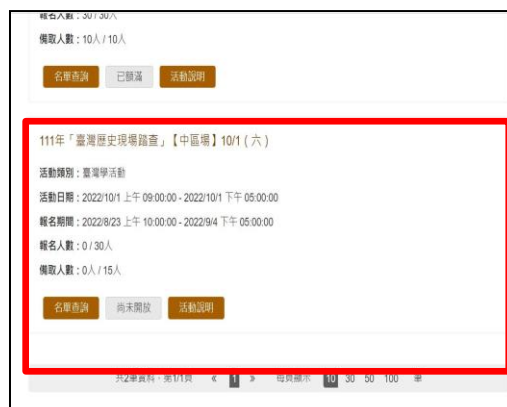 報名人數：30 / 30人
備取人數：10人 / 10人
名單查詢 已額滿 活動說明
111年「臺灣歷史現場踏查」【中區場】10/1 ( 六 )
活動類別：臺灣學活動
活動日期：2022/10/1 上午 09:00:00 - 2022/10/1 下午 05:00:00
報名期間：2022/8/23 上午 10:00:00 - 2022/9/4 下午 05:00:00
報名人數：0 / 30人
備取人數：0人 / 15人
名單查詢 尚未開放 活動說明
共2筆資料，第1/1頁 « 1 » 每頁顯示 10 30 50 100 筆